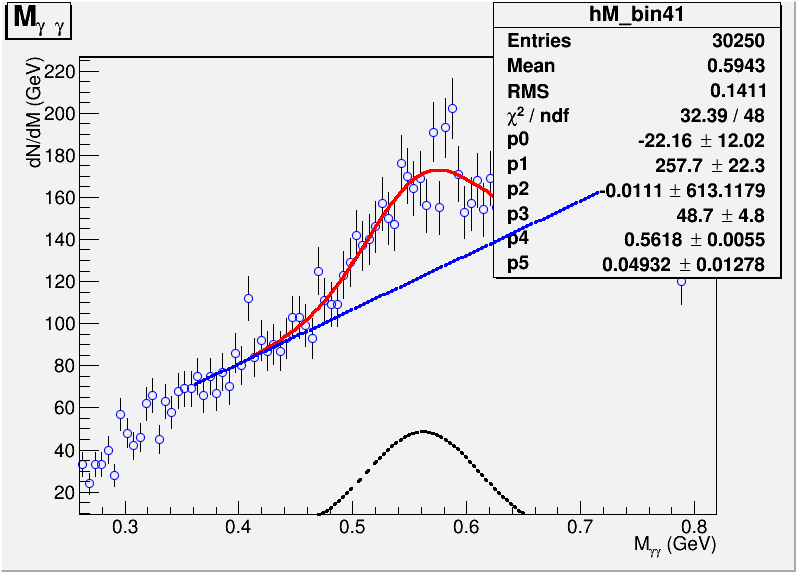 M_γ γ
hM_bin41
Entries 30250
Mean 0.5943
RMS 0.1411
χ² / ndf 32.39 / 48
p0 -22.16 ± 12.02
p1 257.7 ± 22.3
p2 -0.0111 ± 613.1179
p3 48.7 ± 4.8
p4 0.5618 ± 0.0055
p5 0.04932 ± 0.01278
dN/dM (GeV)
220
200
180
160
140
120
100
80
60
40
20
0.3 0.4 0.5 0.6 0.7 0.8
M_γγ (GeV)